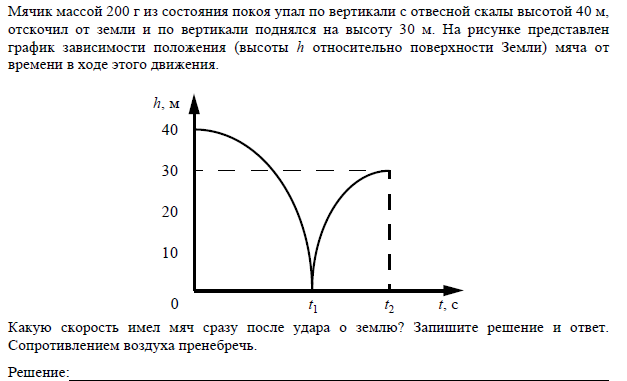 Мячик массой 200 г из состояния покоя упал по вертикали с отвесной скалы высотой 40 м,
отскочил от земли и по вертикали поднялся на высоту 30 м. На рисунке представлен
график зависимости положения (высоты h относительно поверхности Земли) мяча от
времени в ходе этого движения.
h, м
40
30
20
10
0 t₁ t₂ t, с
Какую скорость имел мяч сразу после удара о землю? Запишите решение и ответ.
Сопротивлением воздуха пренебречь.
Решение: